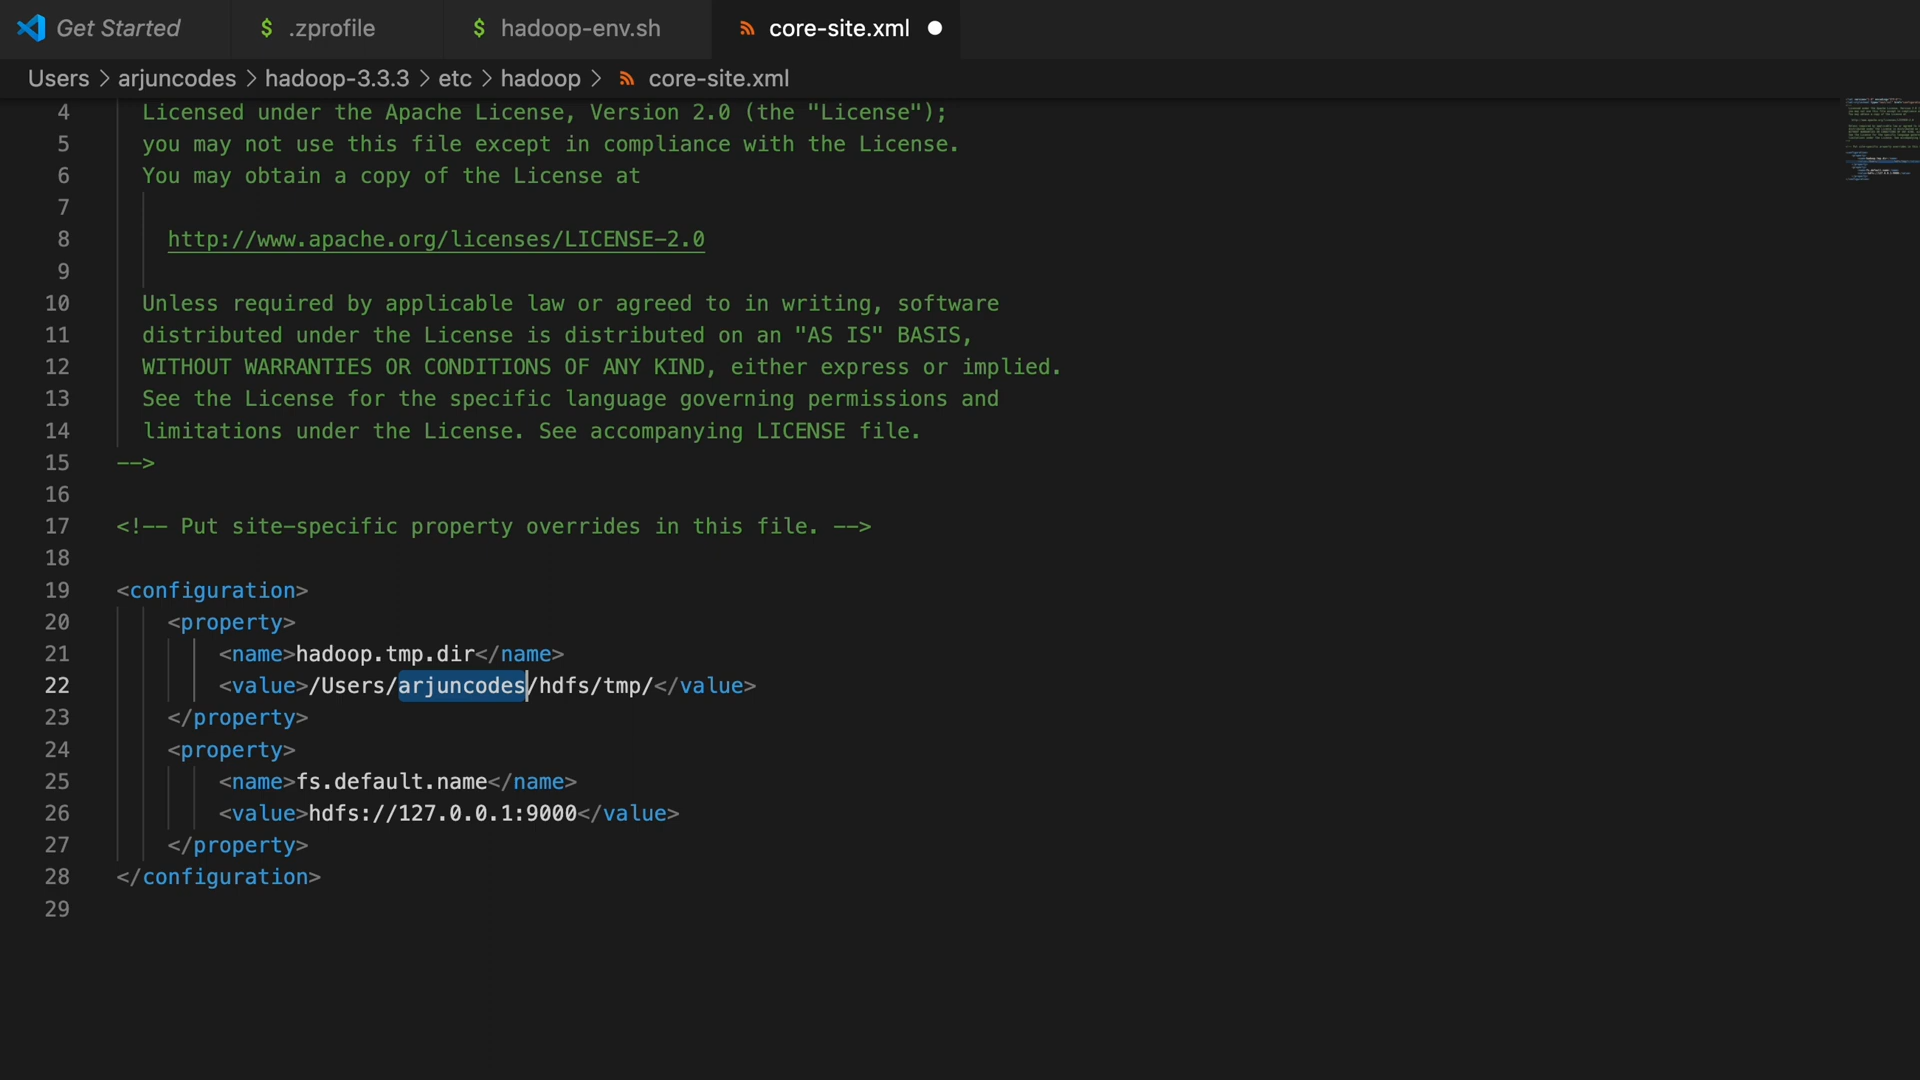 Get Started $ .zprofile $ hadoop-env.sh core-site.xml
Users > arjuncodes > hadoop-3.3.3 > etc > hadoop > core-site.xml
4 Licensed under the Apache License, Version 2.0 (the "License");
5 you may not use this file except in compliance with the License.
6 You may obtain a copy of the License at
7
8 http://www.apache.org/licenses/LICENSE-2.0
9
10 Unless required by applicable law or agreed to in writing, software
11 distributed under the License is distributed on an "AS IS" BASIS,
12 WITHOUT WARRANTIES OR CONDITIONS OF ANY KIND, either express or implied.
13 See the License for the specific language governing permissions and
14 limitations under the License. See accompanying LICENSE file.
15 -->
16
17 <!-- Put site-specific property overrides in this file. -->
18
19 <configuration>
20 <property>
21 <name>hadoop.tmp.dir</name>
22 <value>/Users/arjuncodes/hdfs/tmp/</value>
23 </property>
24 <property>
25 <name>fs.default.name</name>
26 <value>hdfs://127.0.0.1:9000</value>
27 </property>
28 </configuration>
29